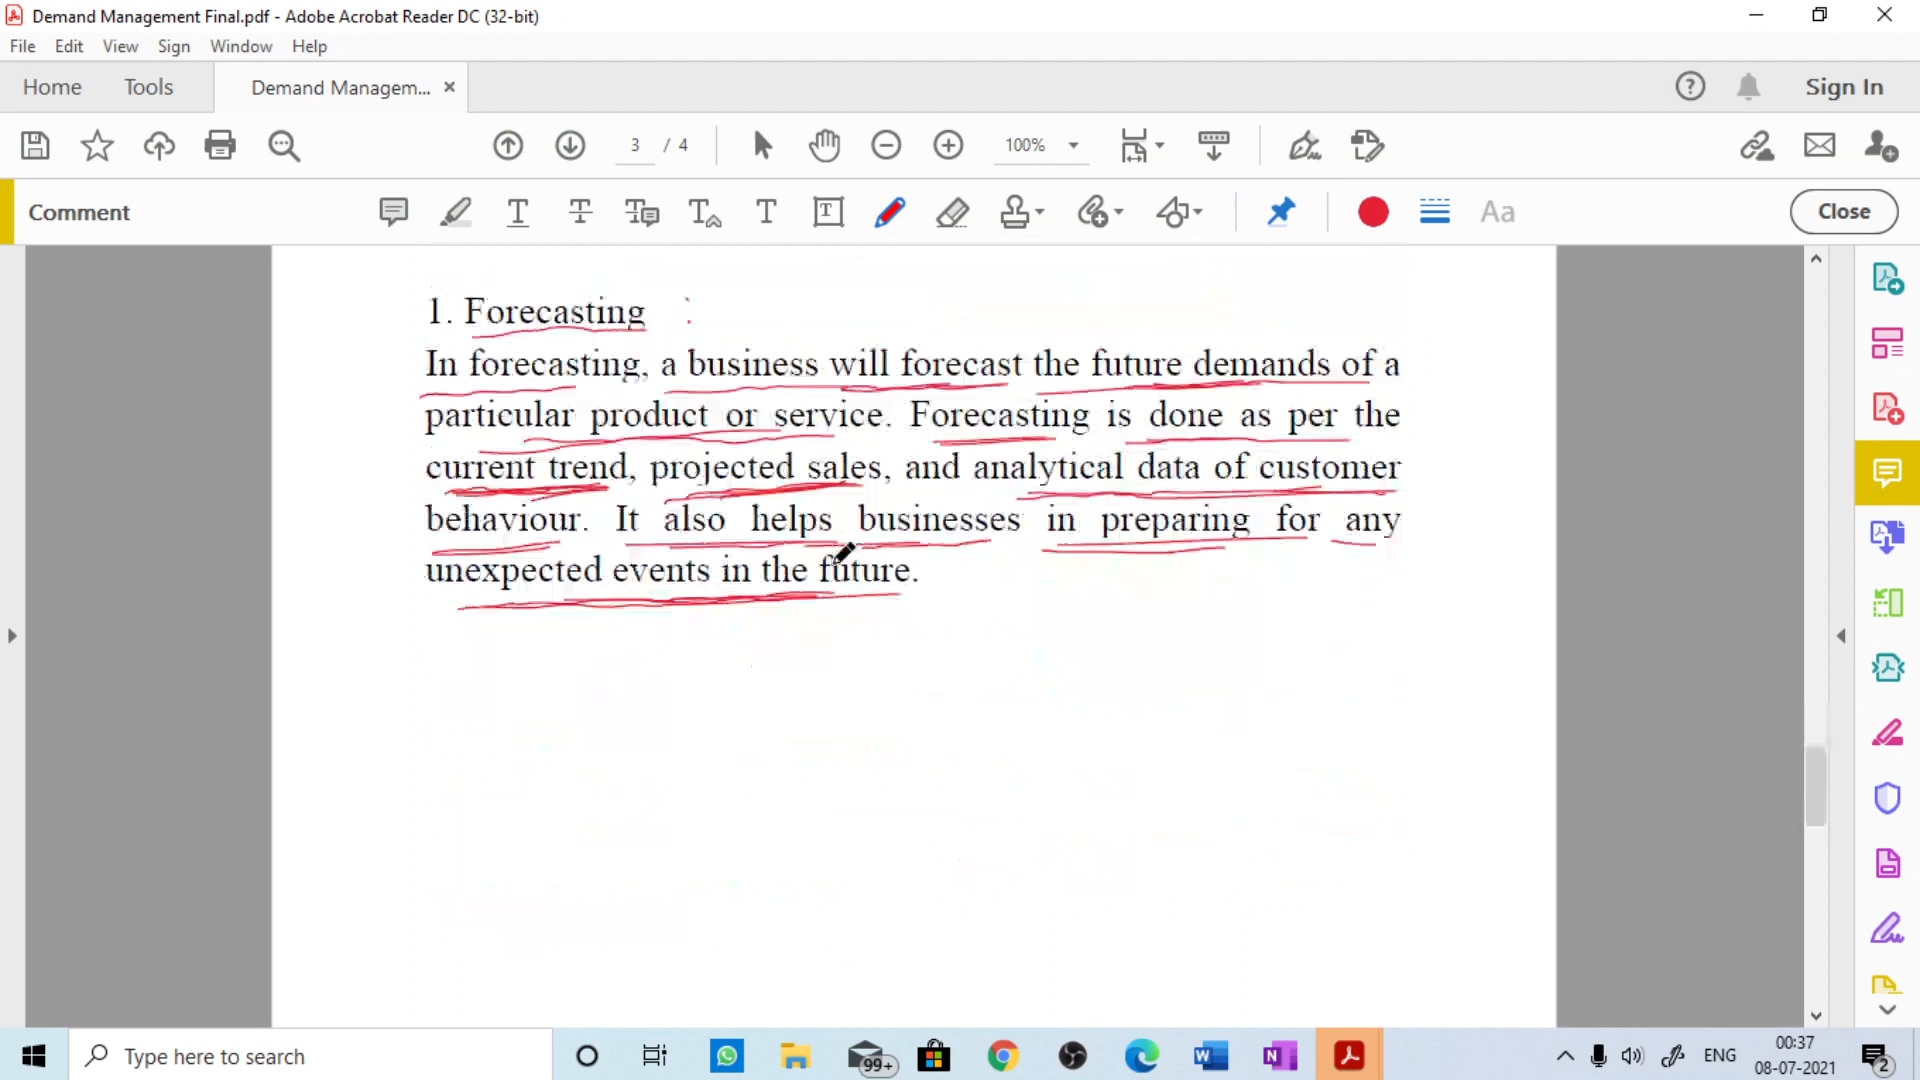 Demand Management Final.pdf - Adobe Acrobat Reader DC (32-bit)
File Edit View Sign Window Help
Home Tools Demand Managem... × Sign In
3 / 4 100%
Comment Aa Close
1. Forecasting
In forecasting, a business will forecast the future demands of a
particular product or service. Forecasting is done as per the
current trend, projected sales, and analytical data of customer
behaviour. It also helps businesses in preparing for any
unexpected events in the future.
Type here to search 99+ ENG 00:37
08-07-2021 2